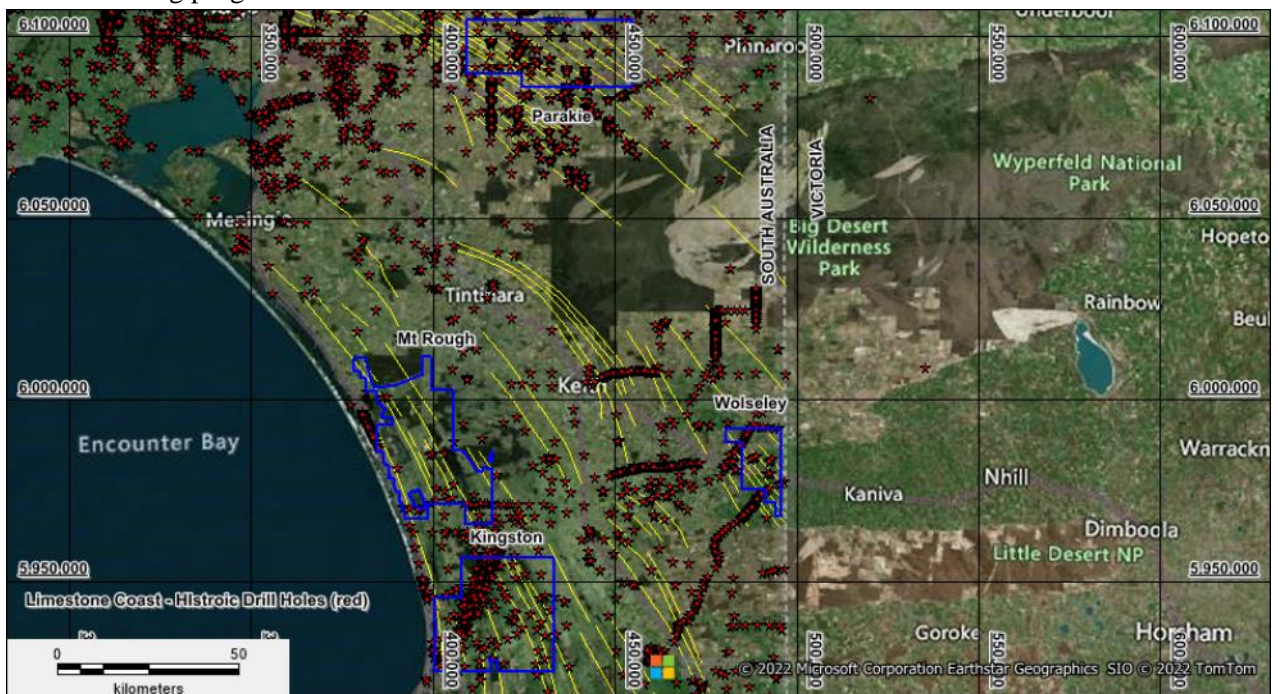 6.100.000
350.000
400.000
450.000
Pinnaroo
500.000
Underbool
550.000
600.000
6.100.000
Parakie
SOUTH AUSTRALIA
VICTORIA
Wyperfeld National
Park
6.050.000
Meningie
Big Desert
Wilderness
Park
6.050.000
Hopeto
Tintinara
Rainbow
Beul
Mt Rough
6.000.000
Keith
Wolseley
6.000.000
Encounter Bay
Warrackn
Kaniva
Nhill
Kingston
Dimboola
Little Desert NP
5.950.000
5.950.000
Limestone Coast - HIstroic Drill Holes (red)
Goroke
Horsham
0
50
kilometers
400.000
450.000
500.000
550.000
© 2022 Microsoft Corporation Earthstar Geographics SIO © 2022 TomTom